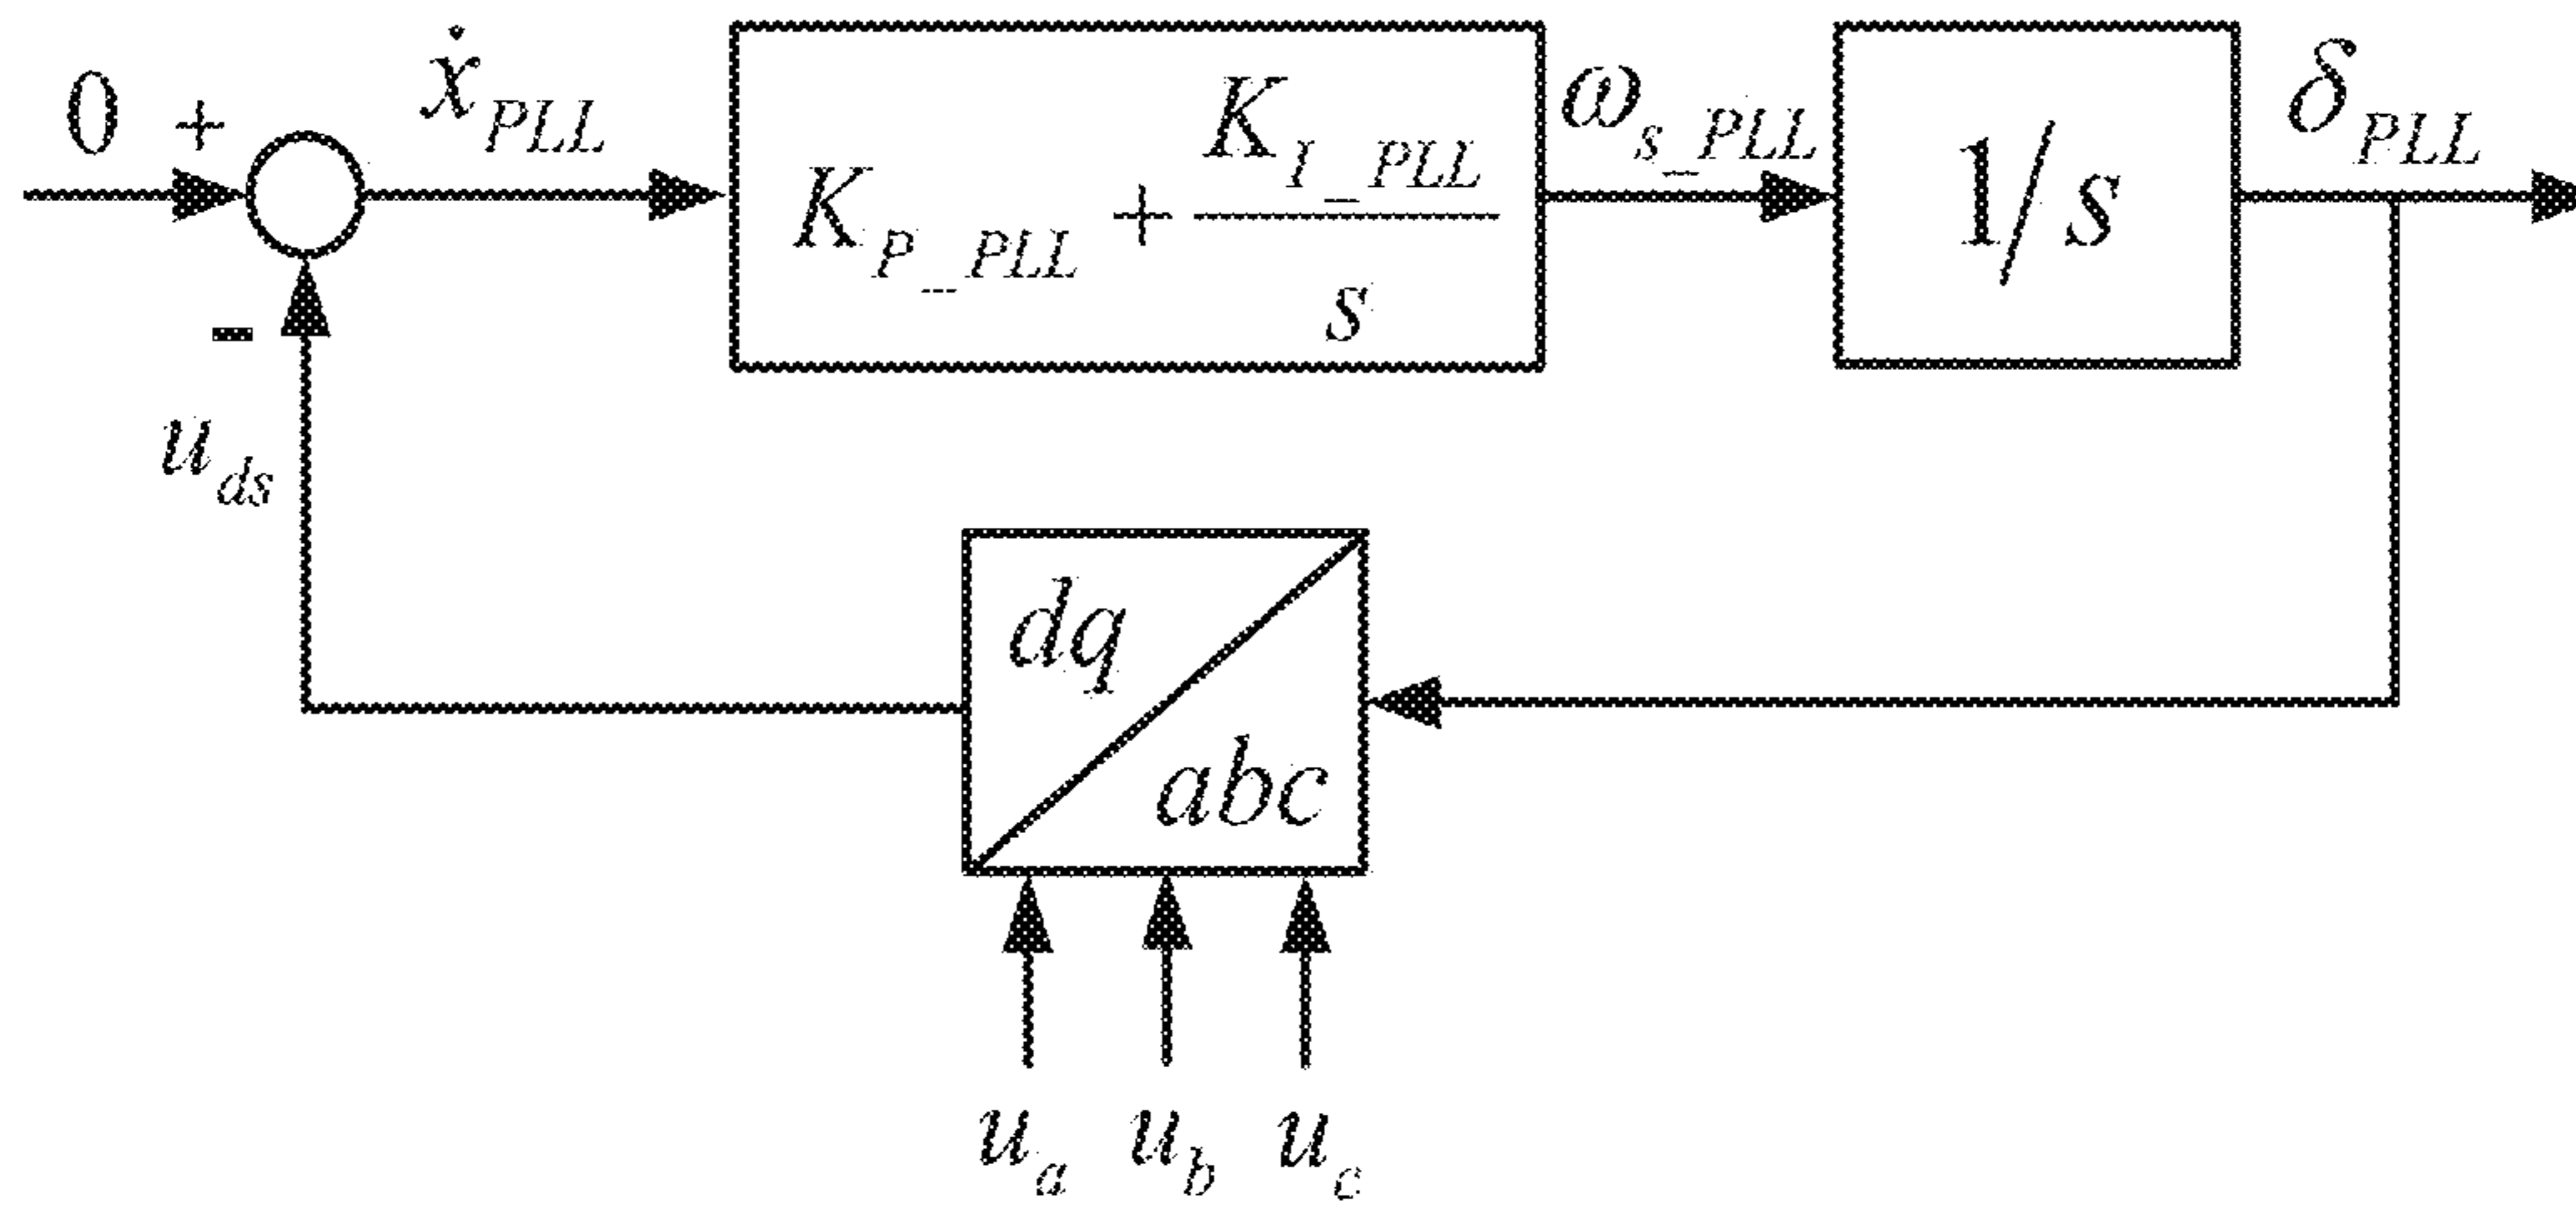 0 + ẋ_PLL K_P_PLL + K_I_PLL / s ω_s_PLL 1/s δ_PLL
-
u_ds
dq
abc
u_a u_b u_c